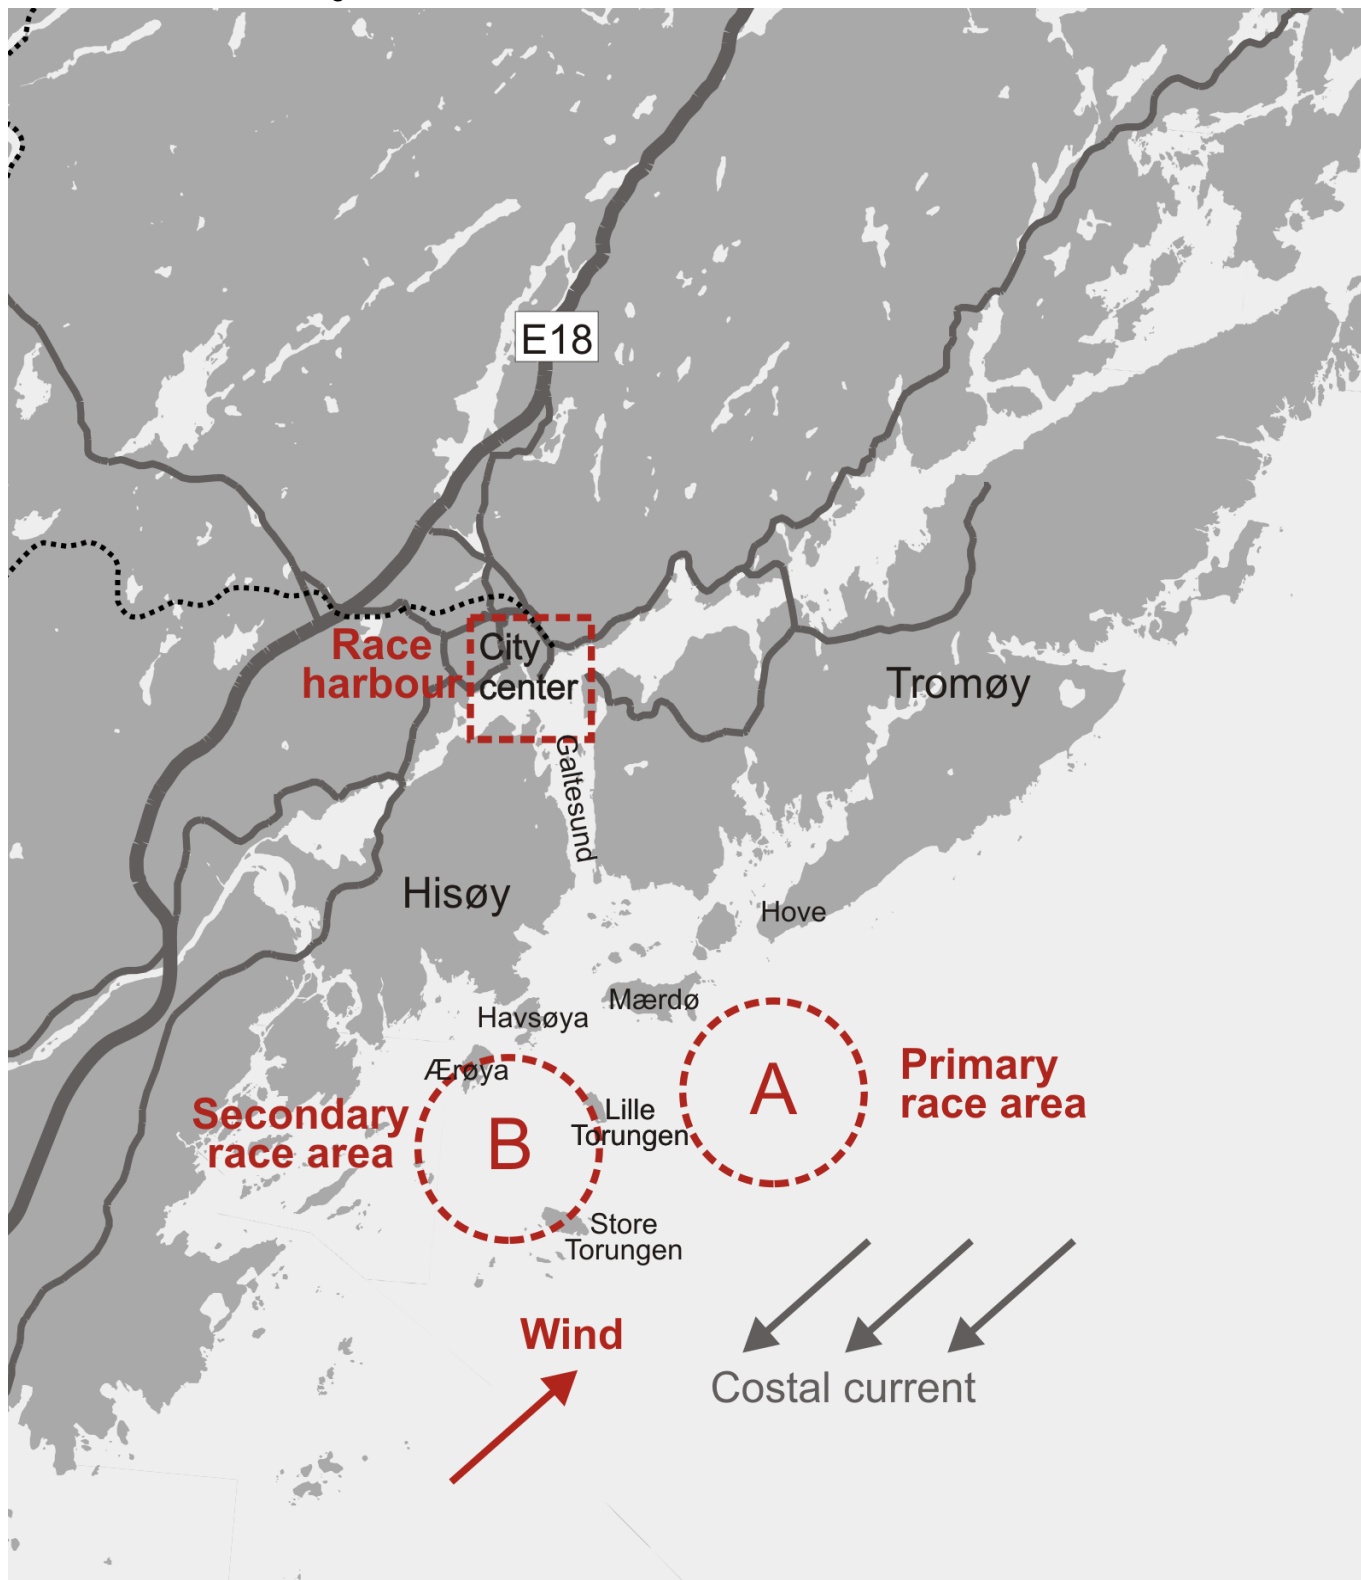 E18
Race
harbour
City
center
Tromøy
Galtesund
Hisøy
Hove
Mærdø
Havsøya
Ærøya
Primary
race area
A
Secondary
race area
B
Lille
Torungen
Store
Torungen
Wind
Costal current